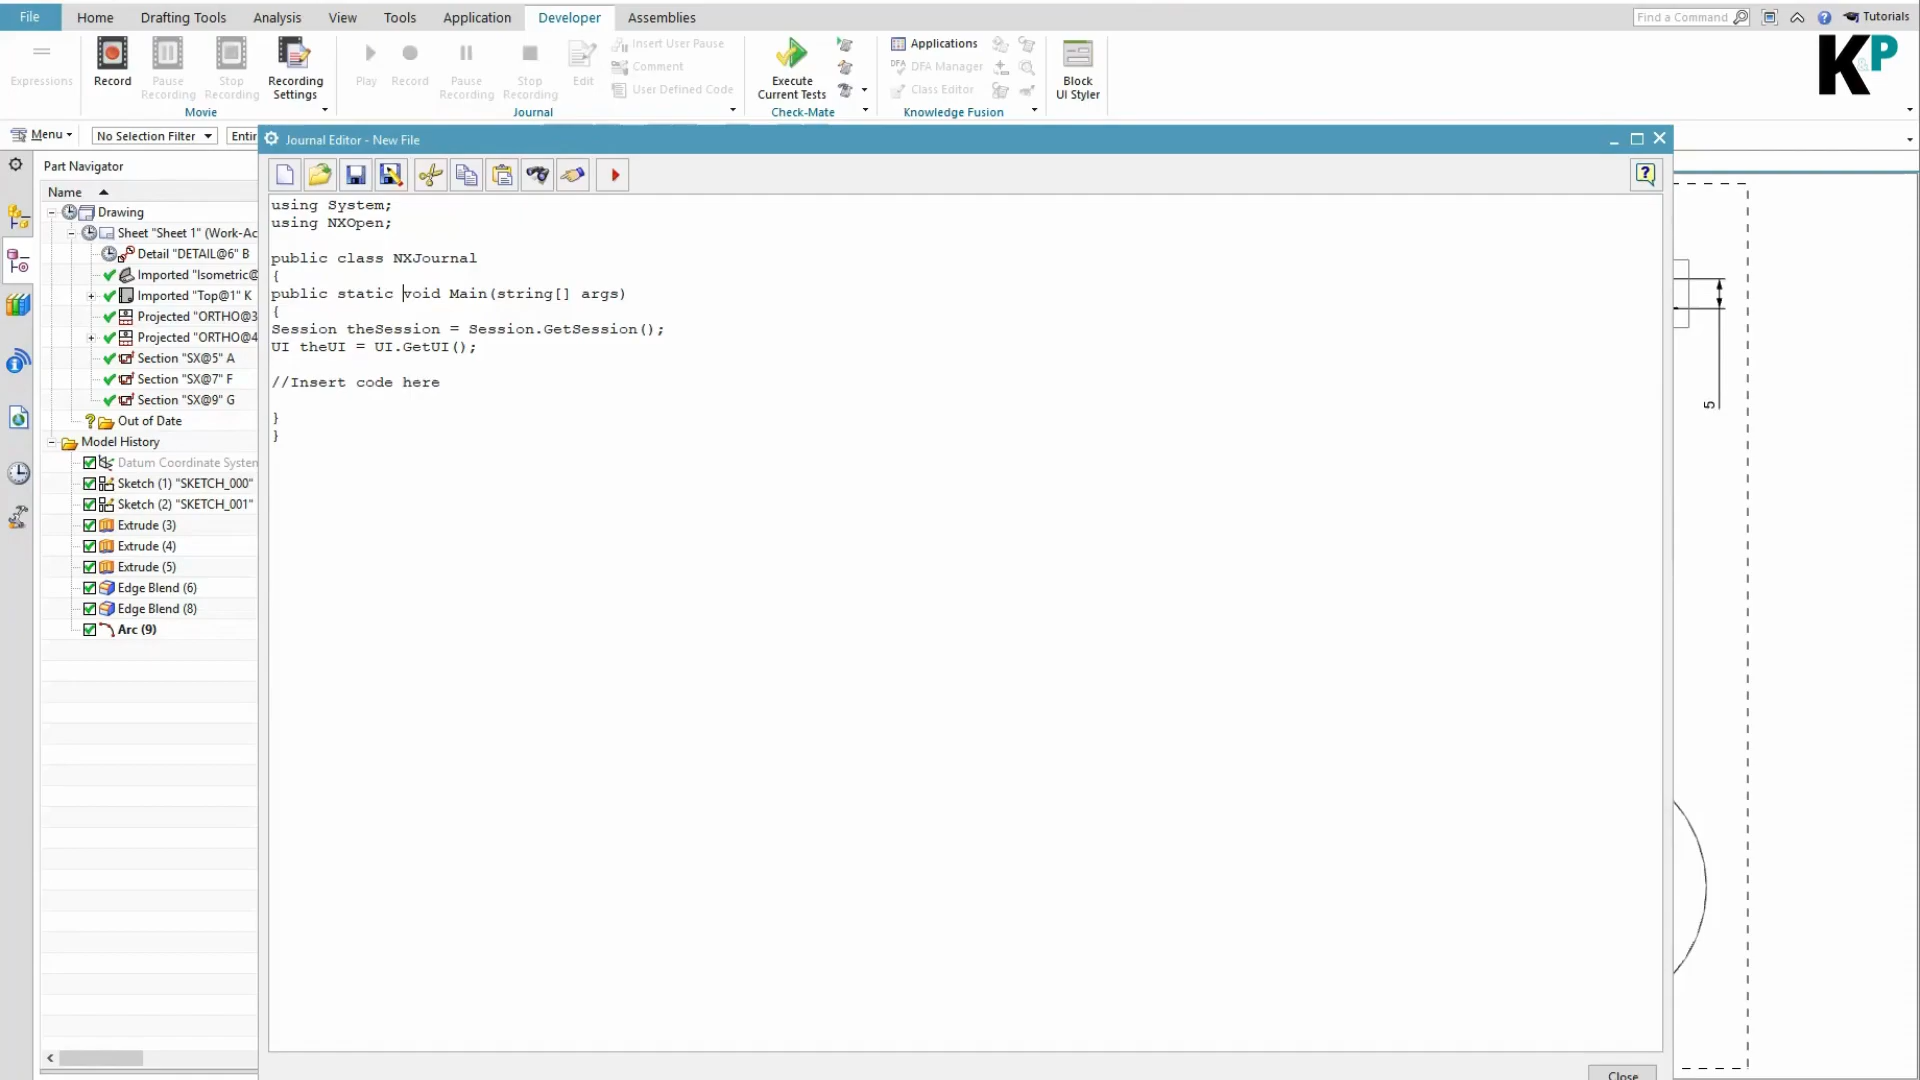 File Home Drafting Tools Analysis View Tools Application Developer Assemblies Find a Command Tutorials
Expressions Record Pause Recording Stop Recording Recording Settings Play Record Pause Recording Stop Recording Edit
Insert User Pause
Comment
User Defined Code
Execute Current Tests
Applications
DFA Manager
Class Editor
Block UI Styler
K&P
Movie Journal Check-Mate Knowledge Fusion
Menu No Selection Filter Entir
Journal Editor - New File
Part Navigator
Name
Drawing
Sheet "Sheet 1" (Work-Ac
Detail "DETAIL@6" B
Imported "Isometric@
Imported "Top@1" K
Projected "ORTHO@3
Projected "ORTHO@4
Section "SX@5" A
Section "SX@7" F
Section "SX@9" G
Out of Date
Model History
Datum Coordinate System
Sketch (1) "SKETCH_000"
Sketch (2) "SKETCH_001"
Extrude (3)
Extrude (4)
Extrude (5)
Edge Blend (6)
Edge Blend (8)
Arc (9)
using System;
using NXOpen;
public class NXJournal
{
public static void Main(string[] args)
{
Session theSession = Session.GetSession();
UI theUI = UI.GetUI();
//Insert code here
}
}
5
Close